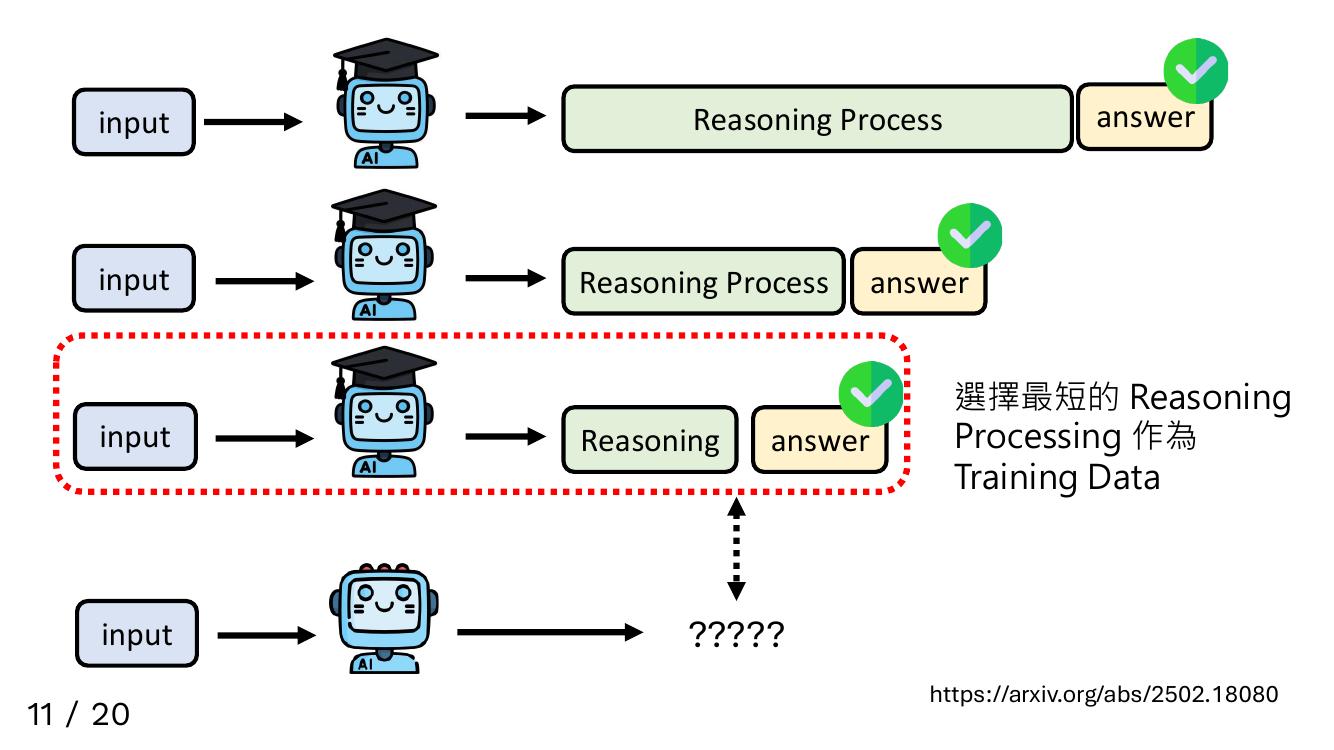 input
AI
Reasoning Process
answer
input
AI
Reasoning Process
answer
input
AI
Reasoning
answer
選擇最短的 Reasoning
Processing 作為
Training Data
input
AI
?????
https://arxiv.org/abs/2502.18080
11 / 20